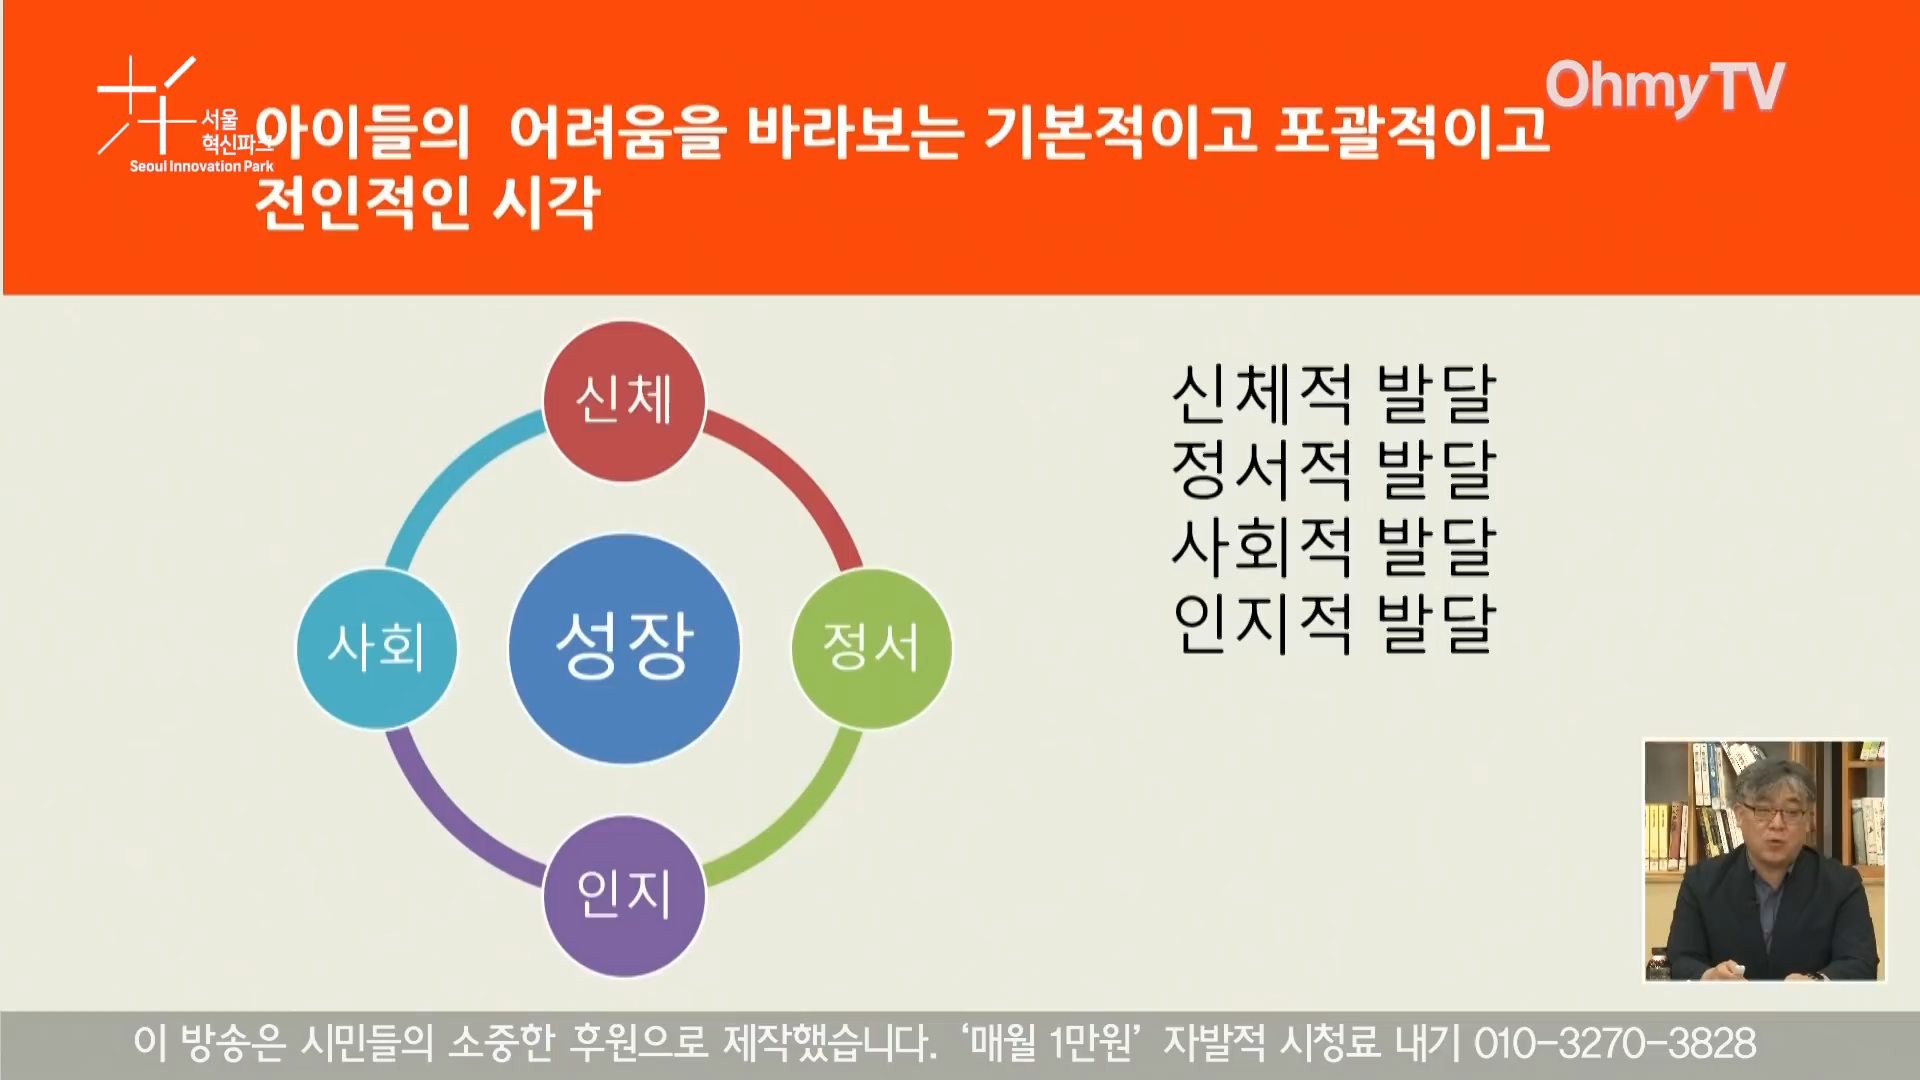 서울
혁신파크
Seoul Innovation Park
OhmyTV
아이들의 어려움을 바라보는 기본적이고 포괄적이고
전인적인 시각
신체
사회
성장
정서
인지
신체적 발달
정서적 발달
사회적 발달
인지적 발달
이 방송은 시민들의 소중한 후원으로 제작했습니다. ‘매월 1만원’ 자발적 시청료 내기 010-3270-3828